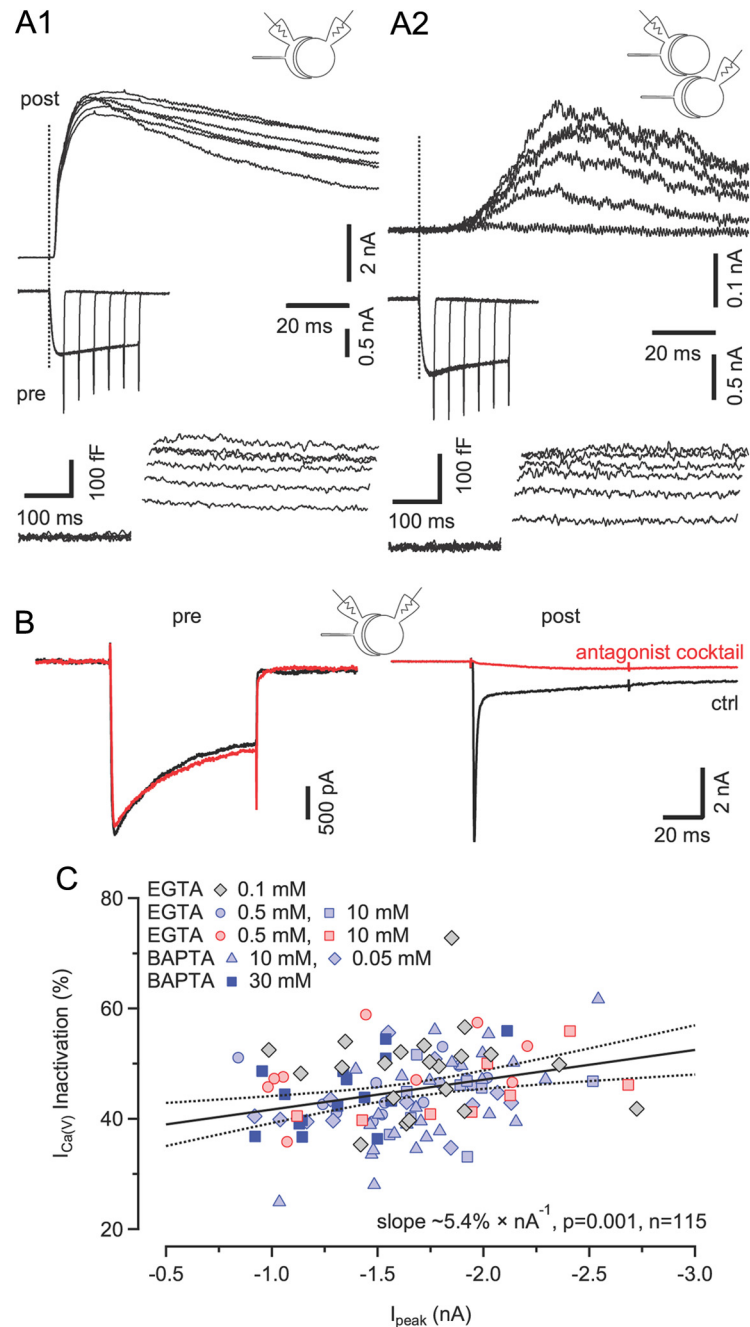 A1
A2
post
2 nA
0.1 nA
20 ms
0.5 nA
20 ms
0.5 nA
pre
100 fF
100 ms
100 fF
100 ms
B
pre
post
antagonist cocktail
ctrl
500 pA
2 nA
20 ms
C
80
EGTA 0.1 mM
EGTA 0.5 mM, 10 mM
EGTA 0.5 mM, 10 mM
BAPTA 10 mM, 0.05 mM
BAPTA 30 mM
60
40
20
I_Ca(V) Inactivation (%)
slope ~5.4% × nA⁻¹, p=0.001, n=115
-0.5 -1.0 -1.5 -2.0 -2.5 -3.0
I_peak (nA)